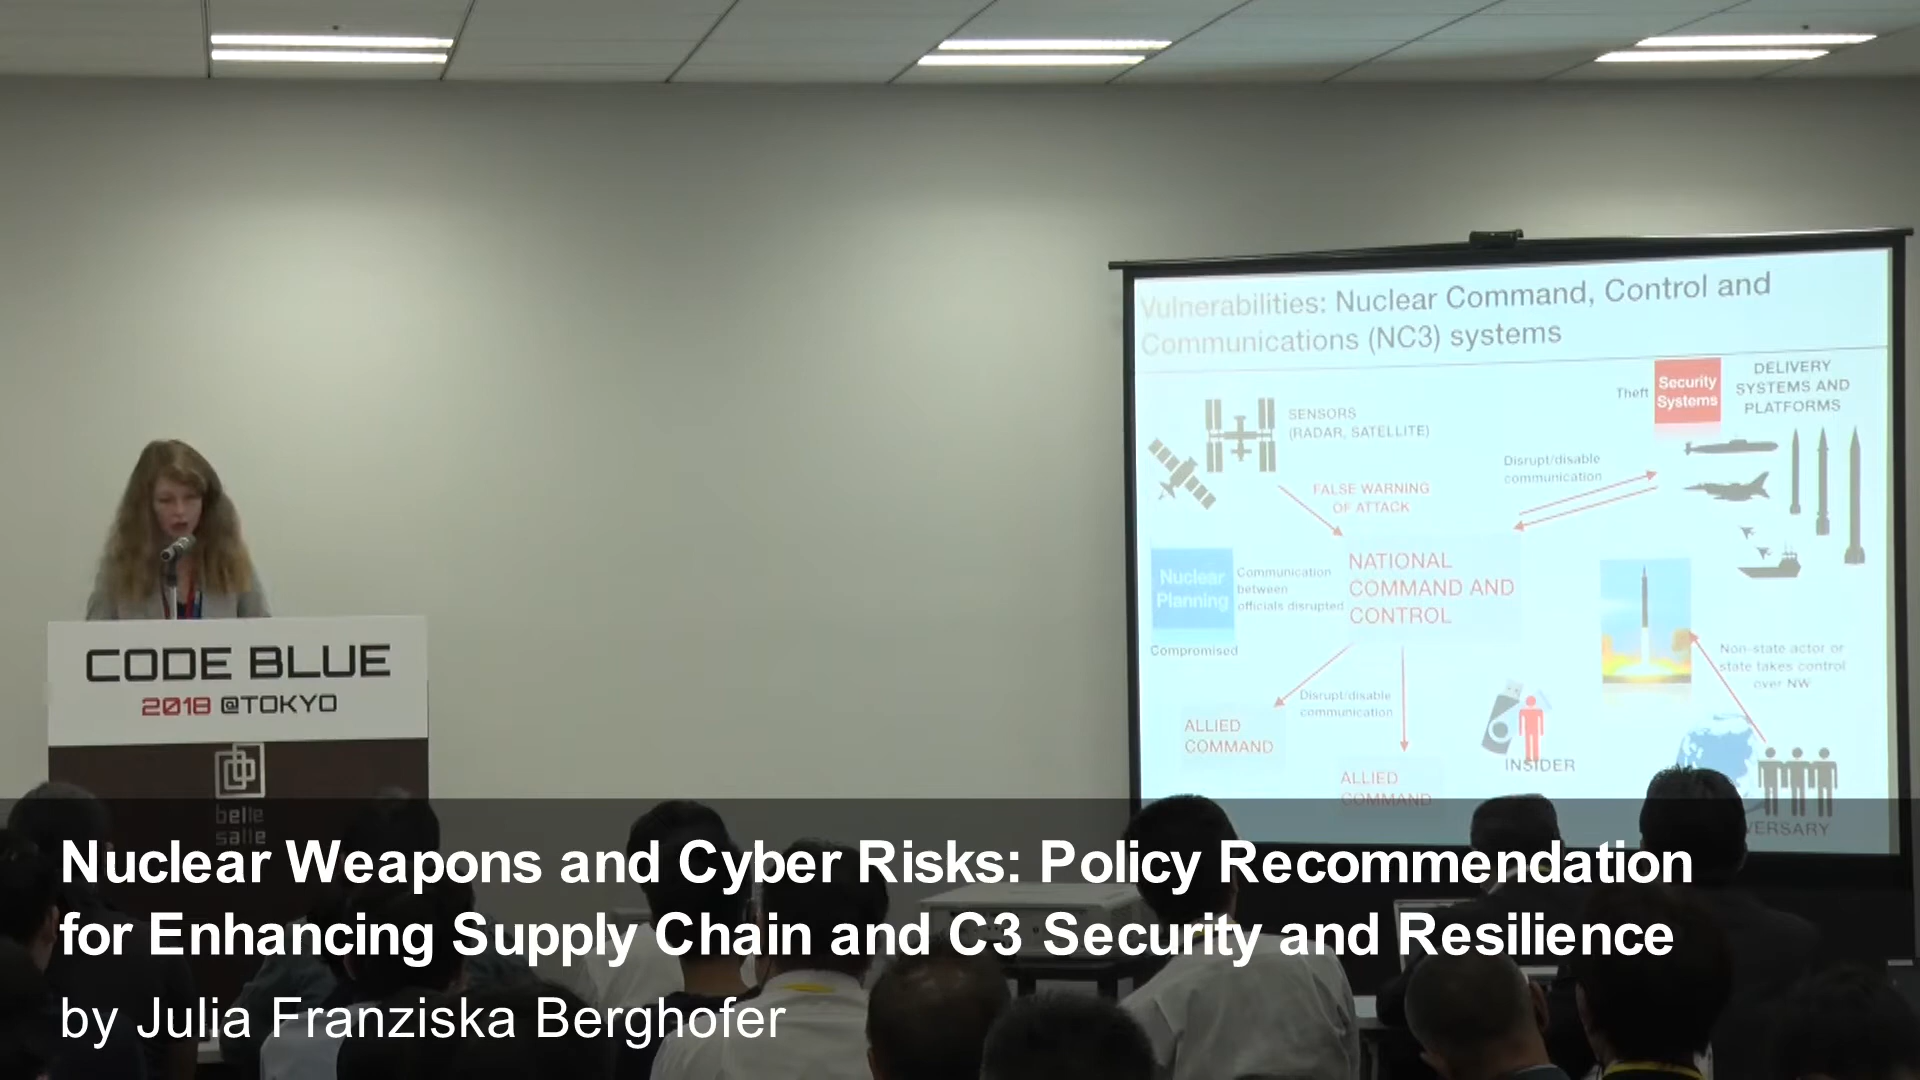 Vulnerabilities: Nuclear Command, Control and
Communications (NC3) systems
SENSORS
(RADAR, SATELLITE)
Theft
Security
Systems
DELIVERY
SYSTEMS AND
PLATFORMS
FALSE WARNING
OF ATTACK
Disrupt/disable
communication
Nuclear
Planning
Compromised
Communication
between
officials disrupted
NATIONAL
COMMAND AND
CONTROL
Disrupt/disable
communication
ALLIED
COMMAND
ALLIED
COMMAND
INSIDER
Non-state actor or
state takes control
over NW
VERSARY
CODE BLUE
2018 @TOKYO
belle
salle
Nuclear Weapons and Cyber Risks: Policy Recommendation
for Enhancing Supply Chain and C3 Security and Resilience
by Julia Franziska Berghofer